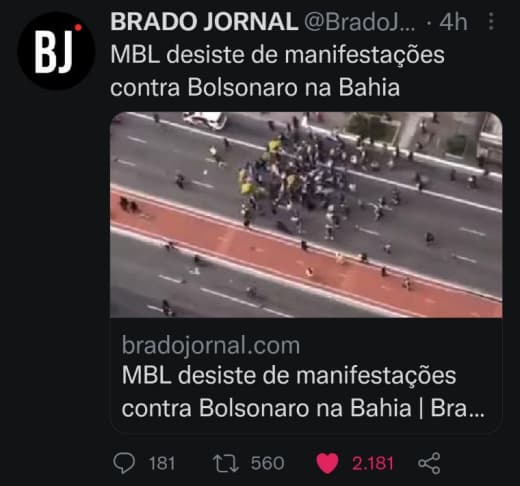 BJ
BRADO JORNAL @BradoJ... · 4h
MBL desiste de manifestações
contra Bolsonaro na Bahia
bradojornal.com
MBL desiste de manifestações
contra Bolsonaro na Bahia | Bra...
181 560 2.181